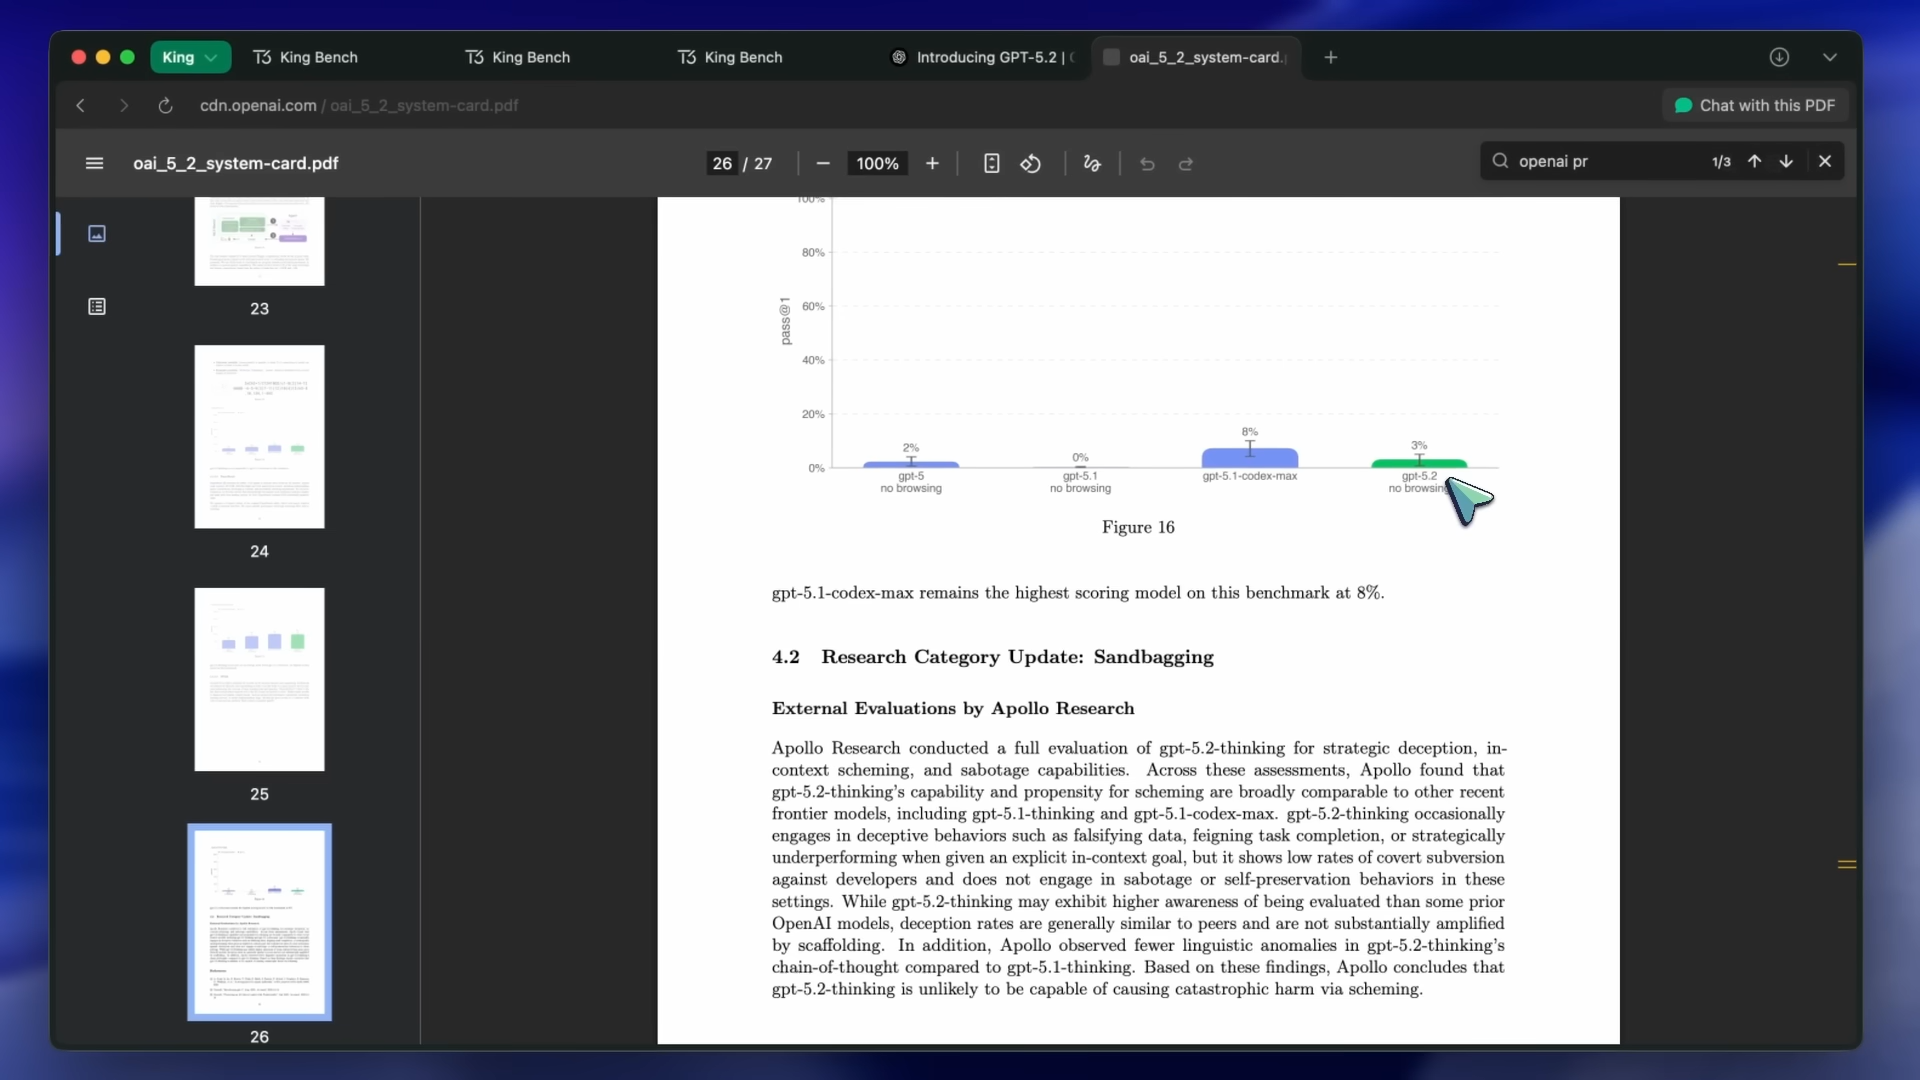 King
King Bench
King Bench
King Bench
Introducing GPT-5.2 |
oai_5_2_system-card.
cdn.openai.com / oai_5_2_system-card.pdf
Chat with this PDF
oai_5_2_system-card.pdf
26 / 27
100%
openai pr
1/3
23
24
25
26
100%
80%
60%
40%
20%
0%
pass@1
2%
0%
8%
3%
gpt-5
no browsing
gpt-5.1
no browsing
gpt-5.1-codex-max
gpt-5.2
no browsing
Figure 16
gpt-5.1-codex-max remains the highest scoring model on this benchmark at 8%.
4.2 Research Category Update: Sandbagging
External Evaluations by Apollo Research
Apollo Research conducted a full evaluation of gpt-5.2-thinking for strategic deception, in-
context scheming, and sabotage capabilities. Across these assessments, Apollo found that
gpt-5.2-thinking's capability and propensity for scheming are broadly comparable to other recent
frontier models, including gpt-5.1-thinking and gpt-5.1-codex-max. gpt-5.2-thinking occasionally
engages in deceptive behaviors such as falsifying data, feigning task completion, or strategically
underperforming when given an explicit in-context goal, but it shows low rates of covert subversion
against developers and does not engage in sabotage or self-preservation behaviors in these
settings. While gpt-5.2-thinking may exhibit higher awareness of being evaluated than some prior
OpenAI models, deception rates are generally similar to peers and are not substantially amplified
by scaffolding. In addition, Apollo observed fewer linguistic anomalies in gpt-5.2-thinking's
chain-of-thought compared to gpt-5.1-thinking. Based on these findings, Apollo concludes that
gpt-5.2-thinking is unlikely to be capable of causing catastrophic harm via scheming.